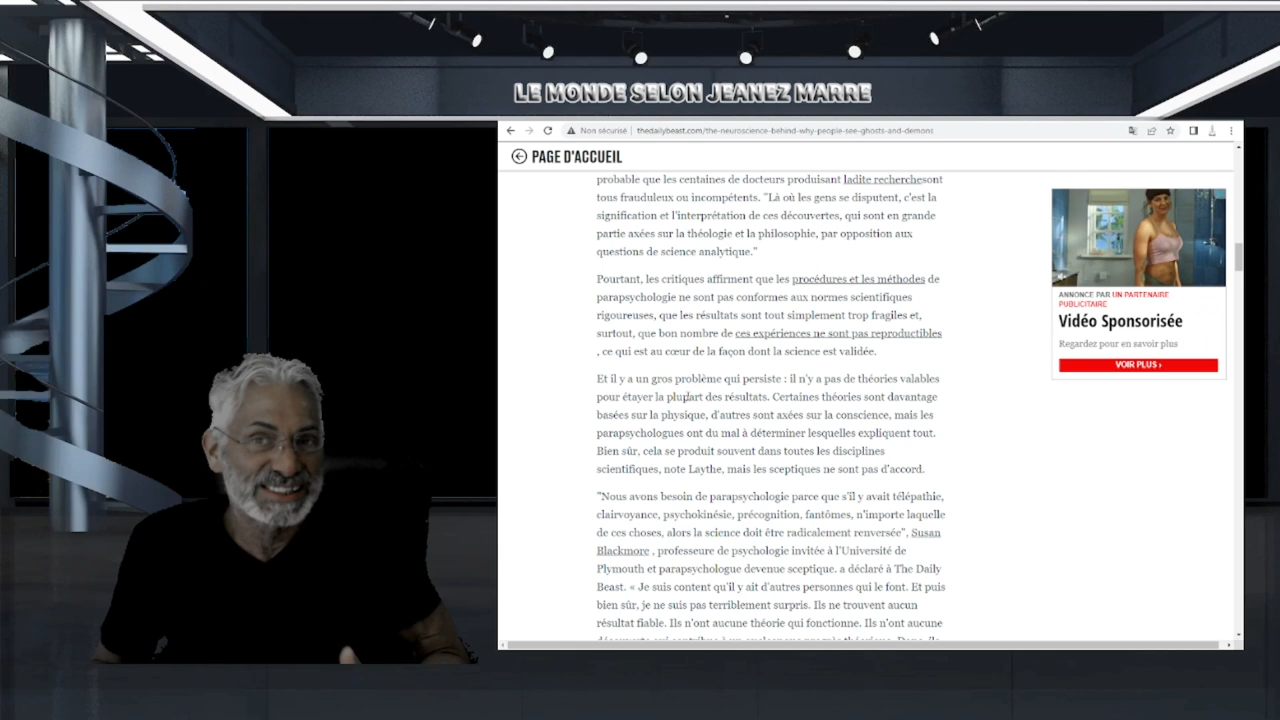 LE MONDE SELON JEANEZ MARRE
Non sécurisé | thedailybeast.com/the-neuroscience-behind-why-people-see-ghosts-and-demons
PAGE D'ACCUEIL
probable que les centaines de docteurs produisant ladite recherchesont
tous frauduleux ou incompétents. "Là où les gens se disputent, c'est la
signification et l'interprétation de ces découvertes, qui sont en grande
partie axées sur la théologie et la philosophie, par opposition aux
questions de science analytique."
Pourtant, les critiques affirment que les procédures et les méthodes de
parapsychologie ne sont pas conformes aux normes scientifiques
rigoureuses, que les résultats sont tout simplement trop fragiles et,
surtout, que bon nombre de ces expériences ne sont pas reproductibles
, ce qui est au cœur de la façon dont la science est validée.
Et il y a un gros problème qui persiste : il n'y a pas de théories valables
pour étayer la plupart des résultats. Certaines théories sont davantage
basées sur la physique, d'autres sont axées sur la conscience, mais les
parapsychologues ont du mal à déterminer lesquelles expliquent tout.
Bien sûr, cela se produit souvent dans toutes les disciplines
scientifiques, note Laythe, mais les sceptiques ne sont pas d'accord.
"Nous avons besoin de parapsychologie parce que s'il y avait télépathie,
clairvoyance, psychokinésie, précognition, fantômes, n'importe laquelle
de ces choses, alors la science doit être radicalement renversée", Susan
Blackmore , professeure de psychologie invitée à l'Université de
Plymouth et parapsychologue devenue sceptique. a déclaré à The Daily
Beast. « Je suis content qu'il y ait d'autres personnes qui le font. Et puis
bien sûr, je ne suis pas terriblement surpris. Ils ne trouvent aucun
résultat fiable. Ils n'ont aucune théorie qui fonctionne. Ils n'ont aucune
ANNONCE PAR UN PARTENAIRE
PUBLICITAIRE
Vidéo Sponsorisée
Regardez pour en savoir plus
VOIR PLUS ›